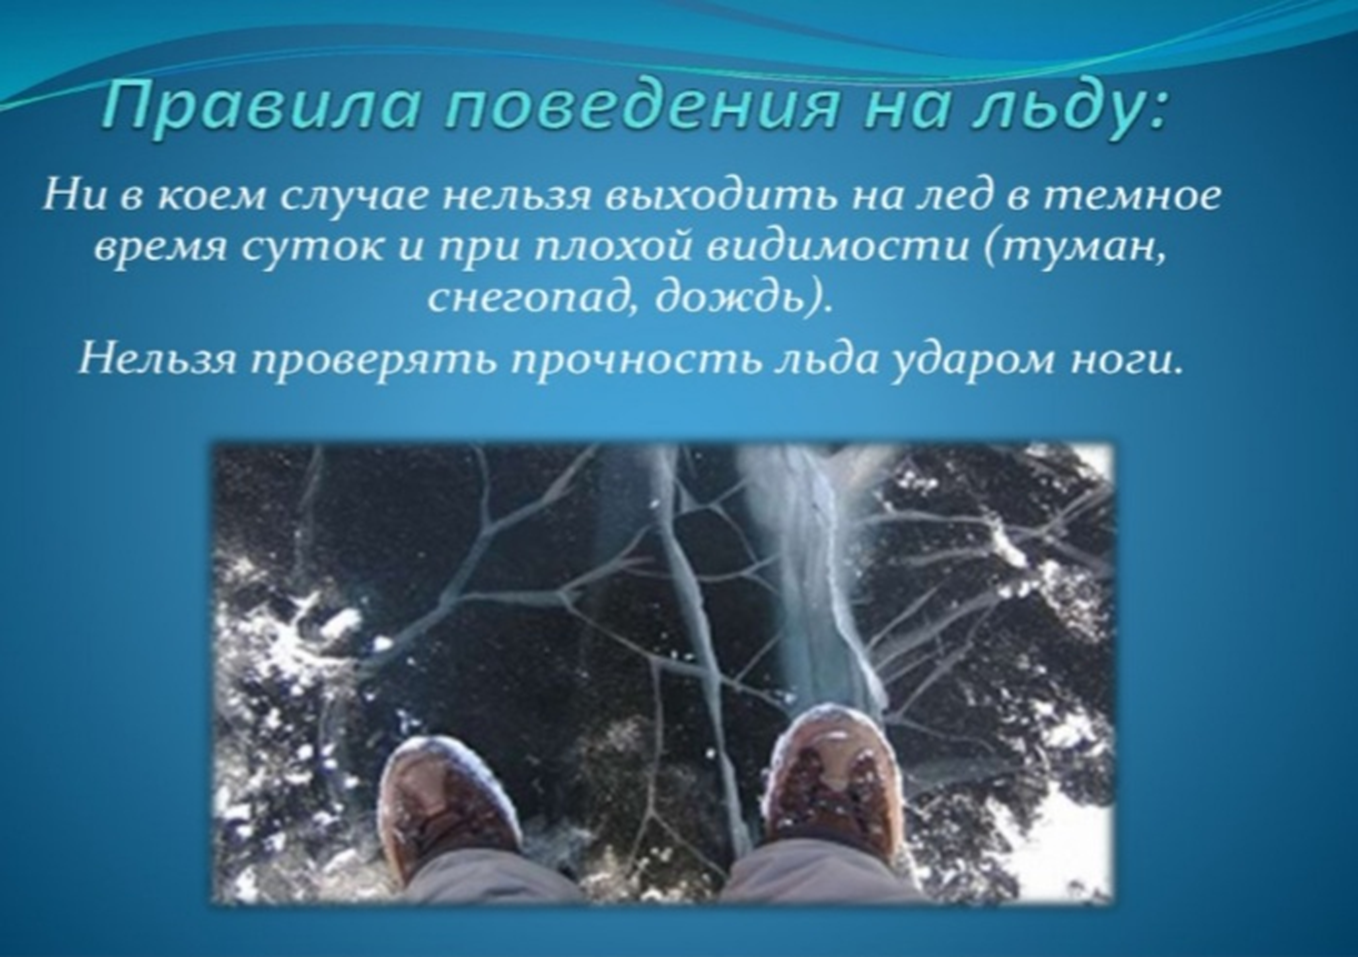 Правила поведения на льду:
Ни в коем случае нельзя выходить на лед в темное
время суток и при плохой видимости (туман,
снегопад, дождь).
Нельзя проверять прочность льда ударом ноги.